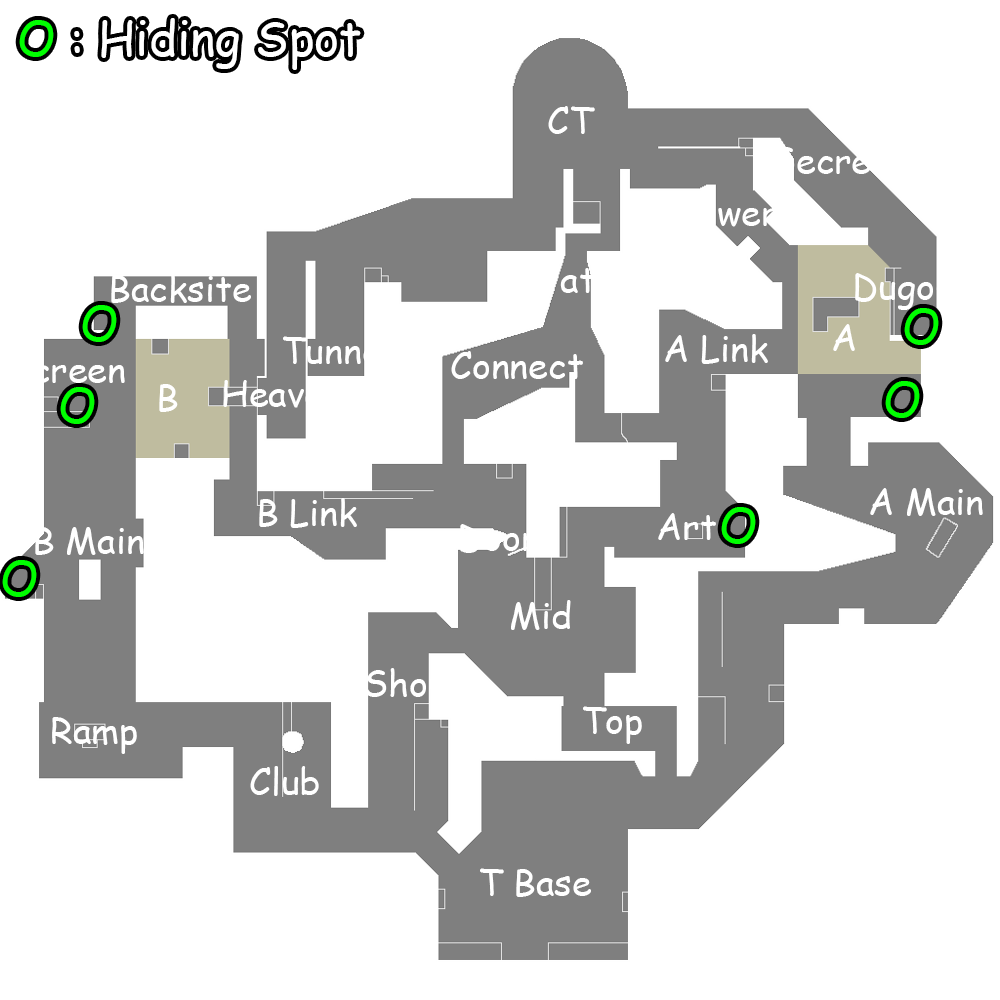 O : Hiding Spot
CT
Secre
wer
at
Backsite
Dugo
Tunn
A Link
A
creen
Connect
B
Heav
A Main
B Link
Art
B Main
Mid
Sho
Ramp
Top
Club
T Base